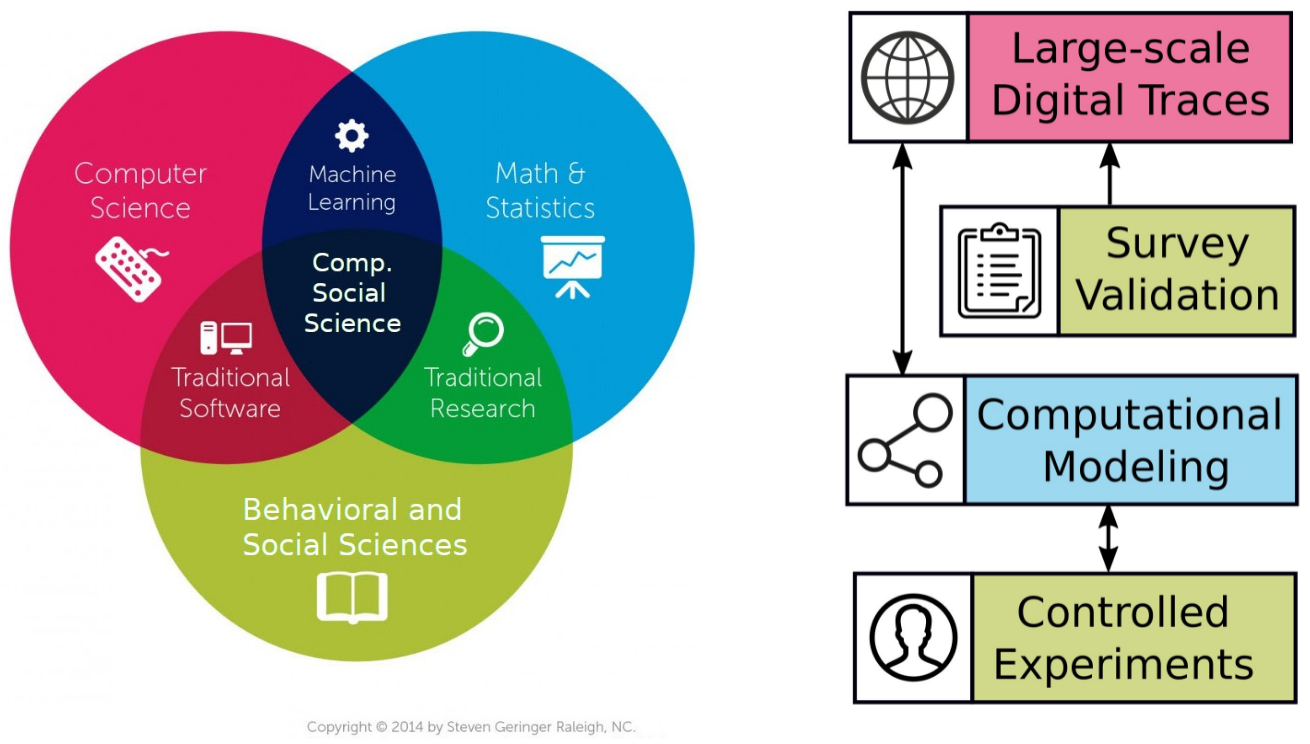 Computer
Science
Machine
Learning
Math &
Statistics
Comp.
Social
Science
Traditional
Software
Traditional
Research
Behavioral and
Social Sciences
Copyright © 2014 by Steven Geringer Raleigh, NC.
Large-scale
Digital Traces
Survey
Validation
Computational
Modeling
Controlled
Experiments